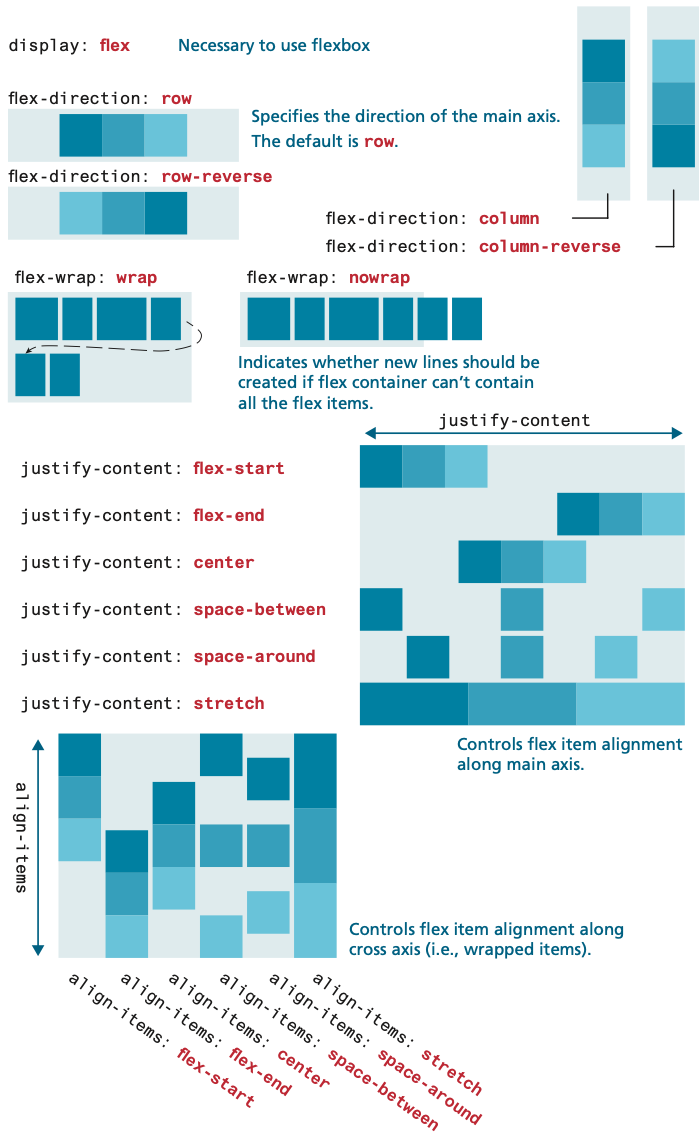 display: flex
Necessary to use flexbox
flex-direction: row
Specifies the direction of the main axis.
The default is row.
flex-direction: row-reverse
flex-direction: column
flex-direction: column-reverse
flex-wrap: wrap
flex-wrap: nowrap
Indicates whether new lines should be
created if flex container can’t contain
all the flex items.
justify-content
justify-content: flex-start
justify-content: flex-end
justify-content: center
justify-content: space-between
justify-content: space-around
justify-content: stretch
Controls flex item alignment
along main axis.
align-items
Controls flex item alignment along
cross axis (i.e., wrapped items).
align-items: flex-start
align-items: flex-end
align-items: center
align-items: space-between
align-items: space-around
align-items: stretch